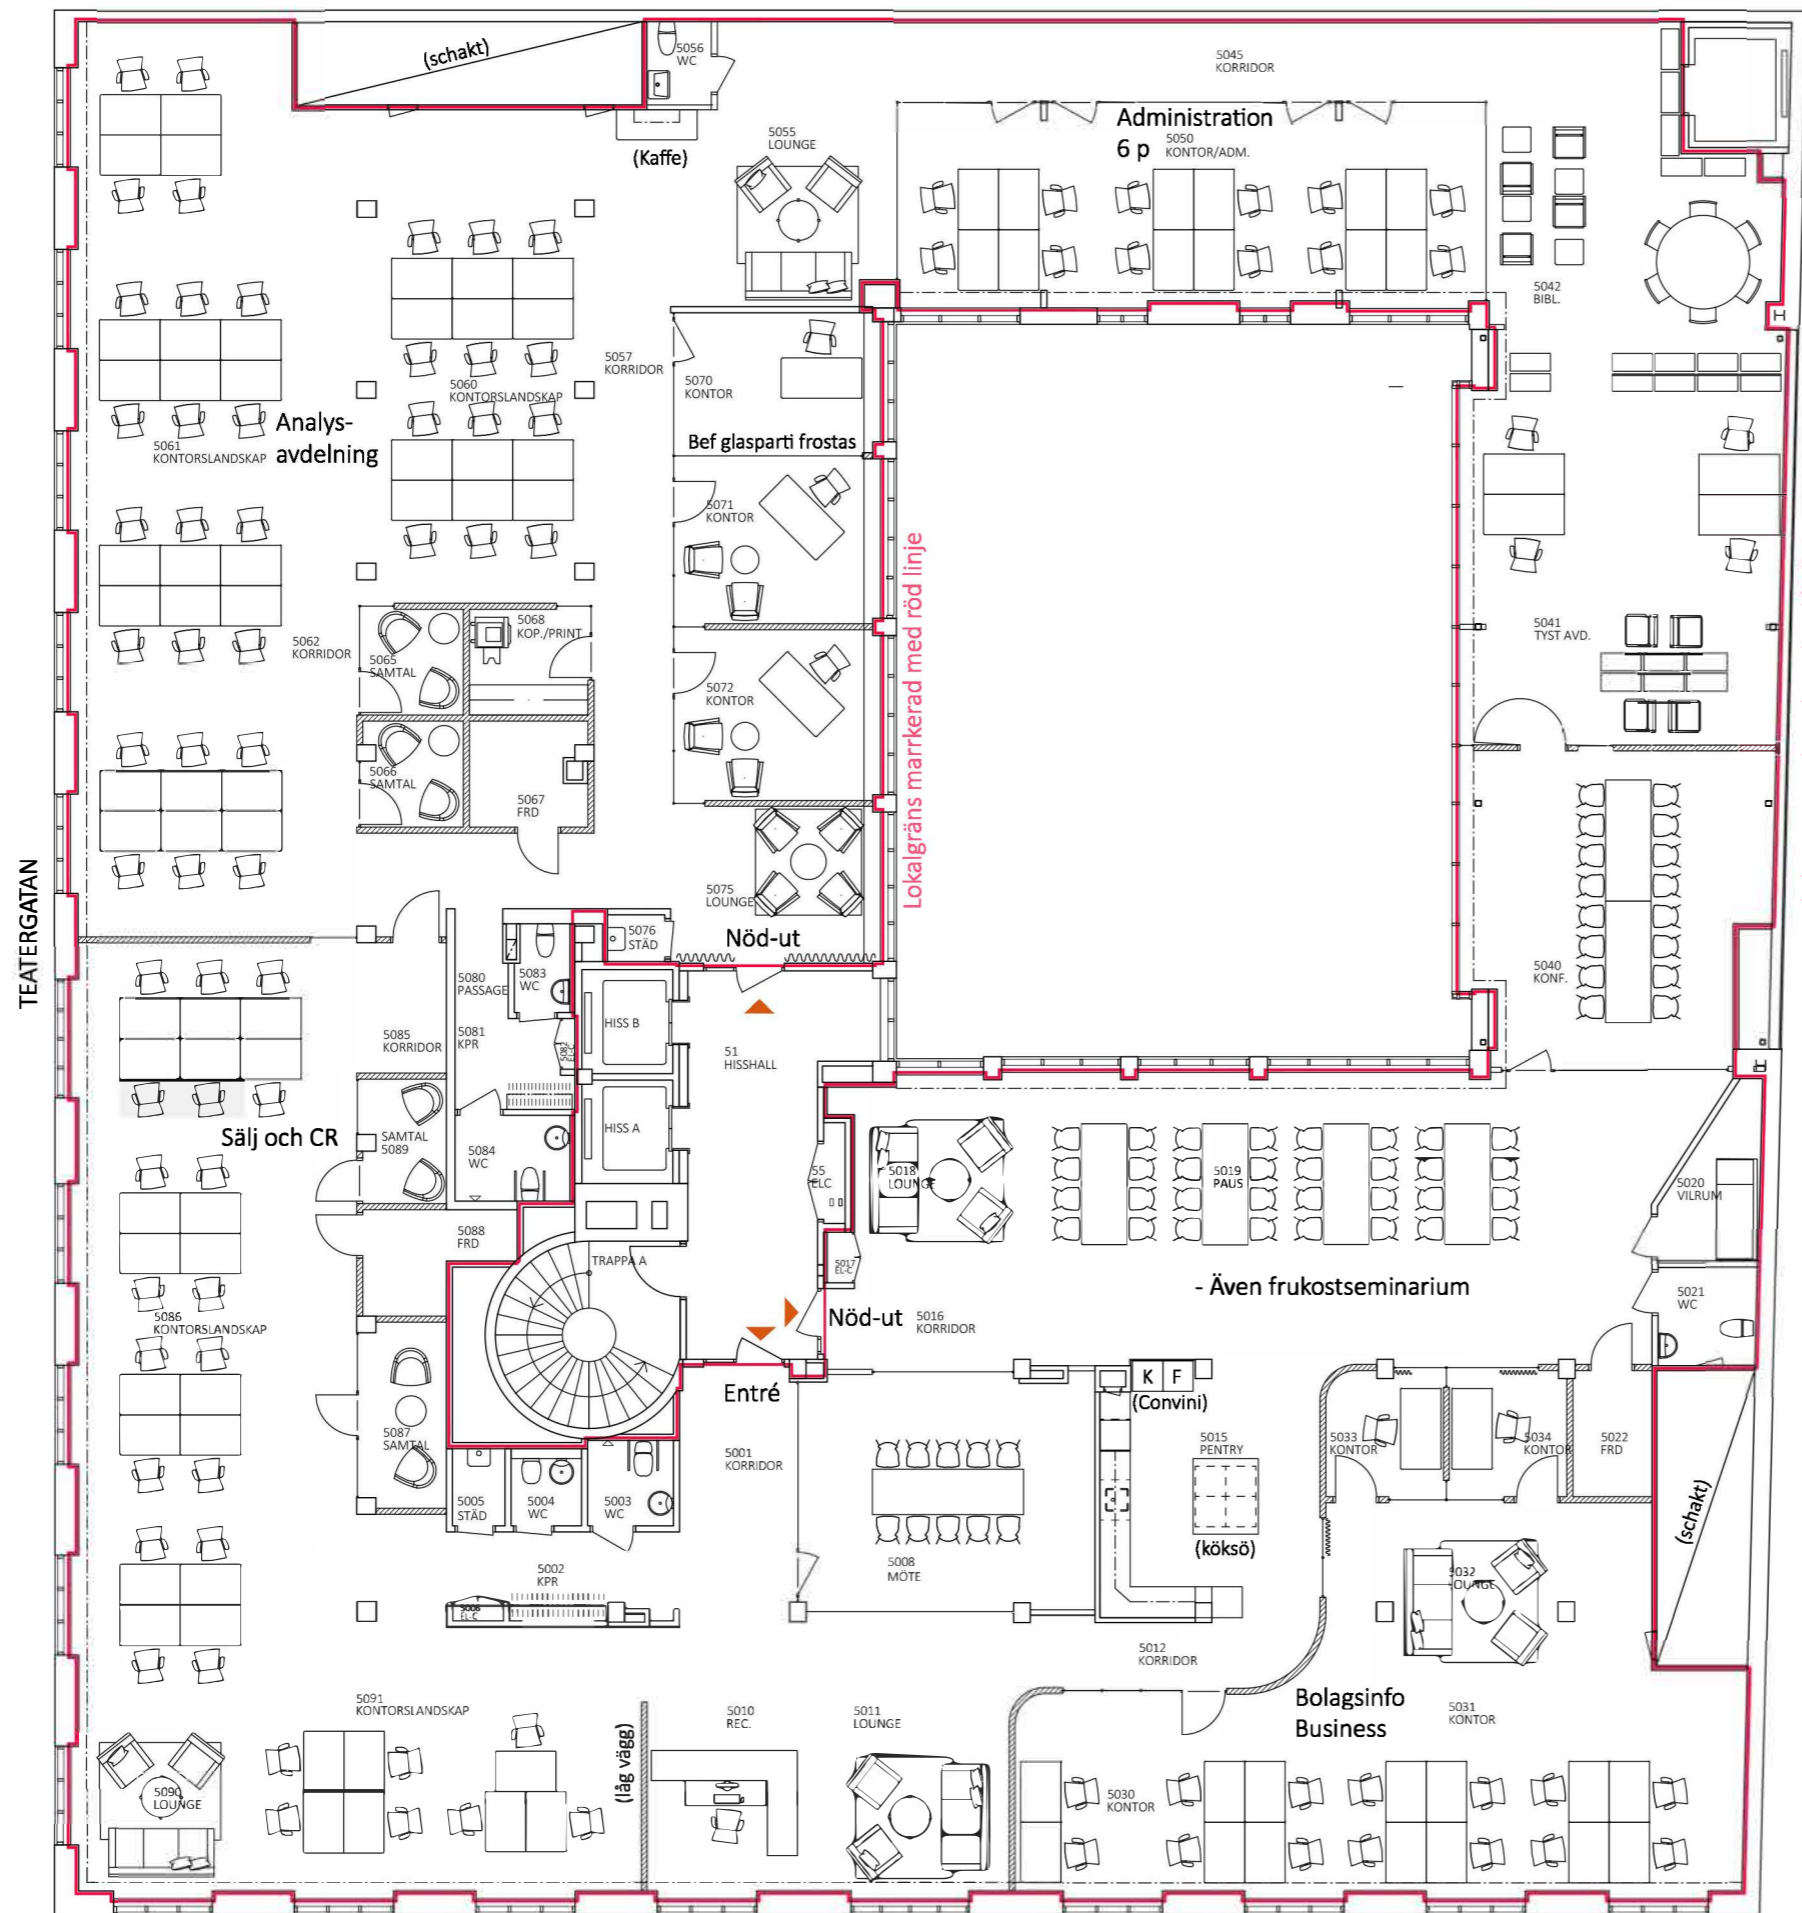 (schakt)
5056
WC
5045
KORRIDOR
(Kaffe)
5055
LOUNGE
Administration
6 p
5050
KONTOR/ADM.
5042
BIBL.
5057
KORRIDOR
5070
KONTOR
5060
KONTORSLANDSKAP
Analys-
avdelning
5061
KONTORSLANDSKAP
Bef glasparti frostas
5071
KONTOR
Lokalgräns marrkerad med röd linje
5068
KOP./PRINT
5062
KORRIDOR
5065
SAMTAL
5072
KONTOR
5041
TYST AVD.
5066
SAMTAL
5067
FRD
TEATERGATAN
5075
LOUNGE
5076
STÄD
Nöd-ut
5083
WC
5080
PASSAGE
5040
KONF.
HISS B
5085
KORRIDOR
5081
KPR
5082
EL-C
51
HISSHALL
Sälj och CR
SAMTAL
5089
HISS A
5084
WC
55
ELC
5018
LOUNGE
5019
PAUS
5020
VILRUM
5088
FRD
TRAPPA A
5017
EL-C
- Även frukostseminarium
5021
WC
5086
KONTORSLANDSKAP
Nöd-ut
5016
KORRIDOR
Entré
K F
(Convini)
5087
SAMTAL
5001
KORRIDOR
5015
PENTRY
5033
KONTOR
5034
KONTOR
5022
FRD
5005
STÄD
5004
WC
5003
WC
(schakt)
(köksö)
5008
MÖTE
5002
KPR
5032
LOUNGE
5006
EL-C
5012
KORRIDOR
5091
KONTORSLANDSKAP
(låg vägg)
5010
REC.
5011
LOUNGE
Bolagsinfo
Business
5031
KONTOR
5090
LOUNGE
5030
KONTOR